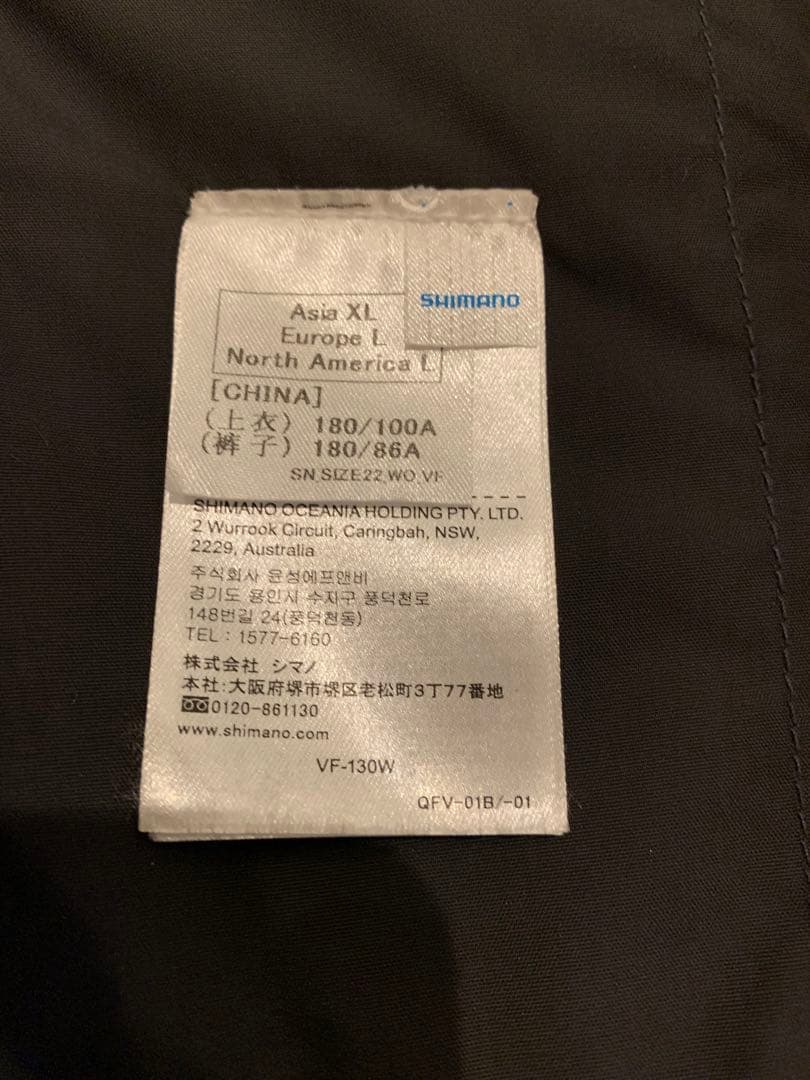 SHIMANO
Asia XL
Europe L
North America L
[CHINA]
(上衣) 180/100A
(裤子) 180/86A
SN SIZE22 WO VF
SHIMANO OCEANIA HOLDING PTY. LTD.
2 Wurrook Circuit, Caringbah, NSW,
2229, Australia
주식회사 윤성에프앤비
경기도 용인시 수지구 풍덕천로
148번길 24(풍덕천동)
TEL : 1577-6160
株式会社 シマノ
本社:大阪府堺市堺区老松町3丁77番地
0120-861130
www.shimano.com
VF-130W
QFV-01B/-01